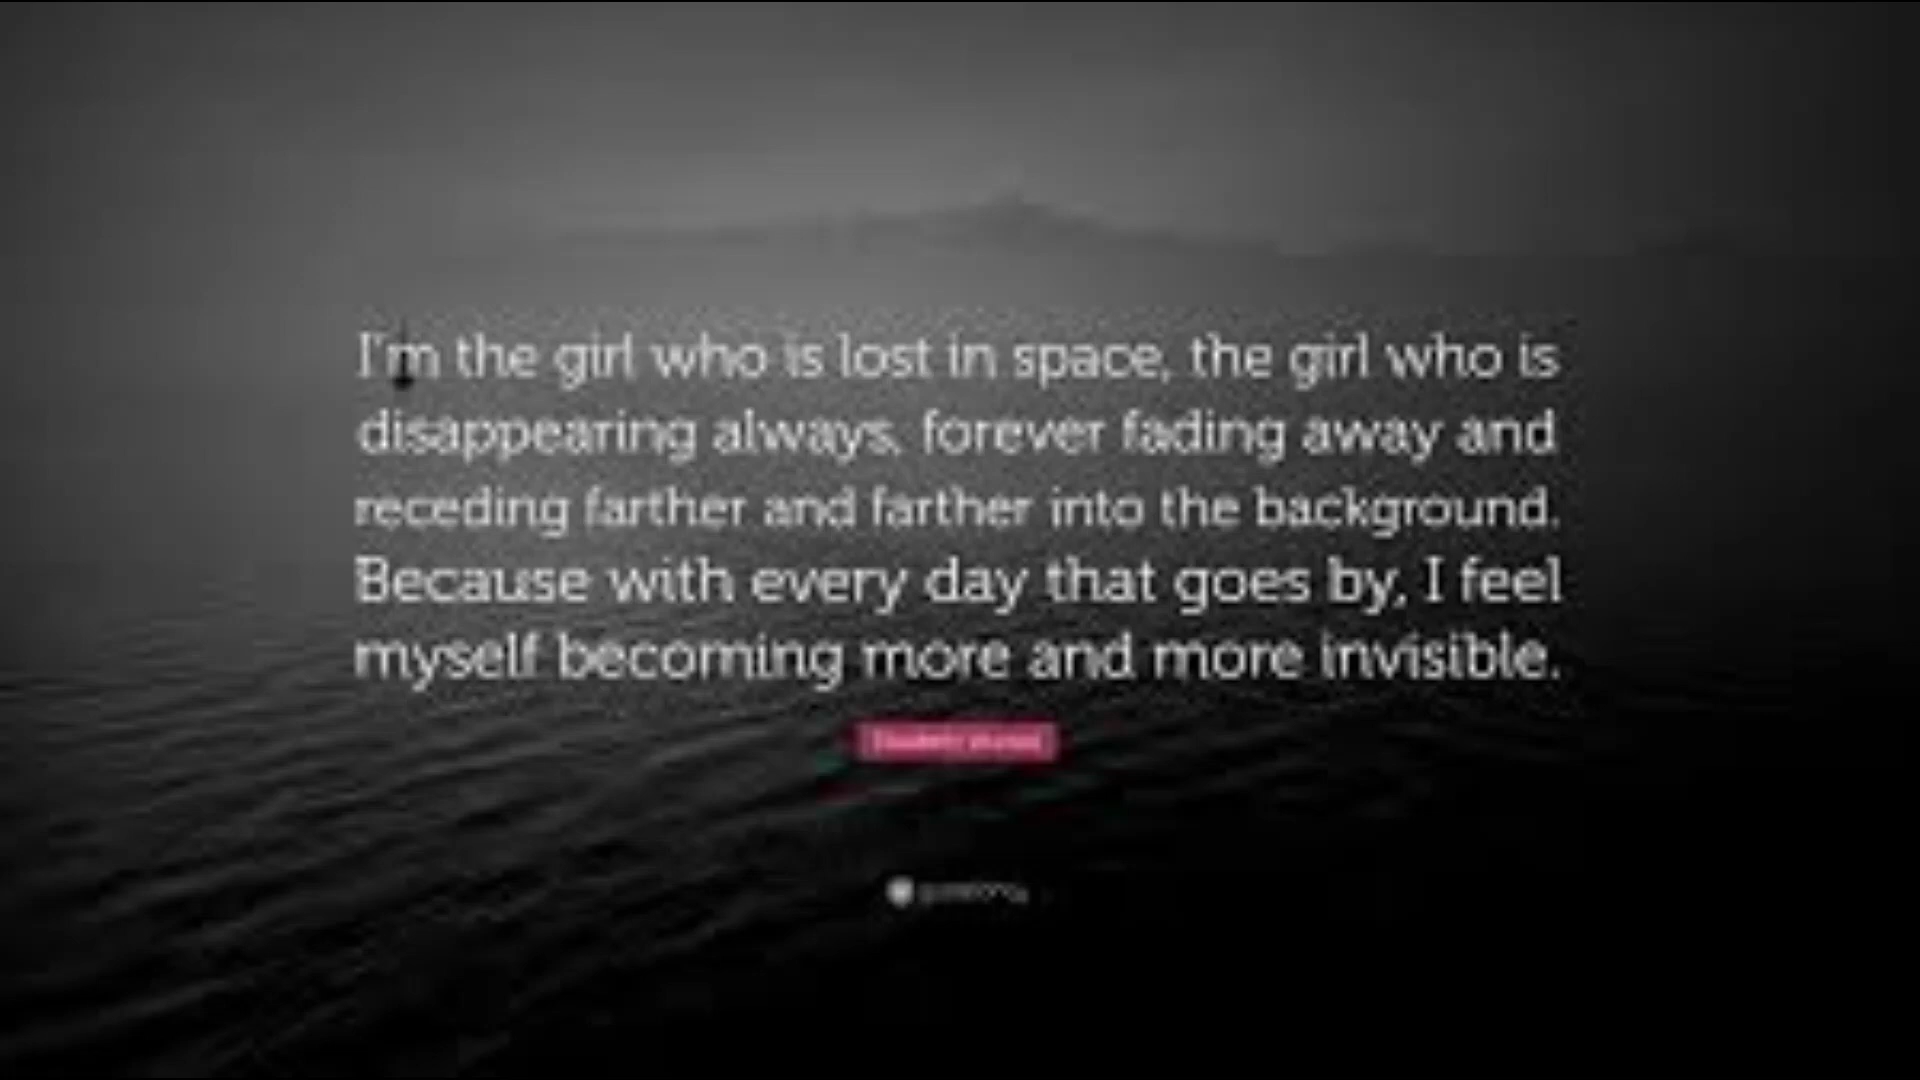 I'm the girl who is lost in space, the girl who is
disappearing always, forever fading away and
receding farther and farther into the background.
Because with every day that goes by, I feel
myself becoming more and more invisible.